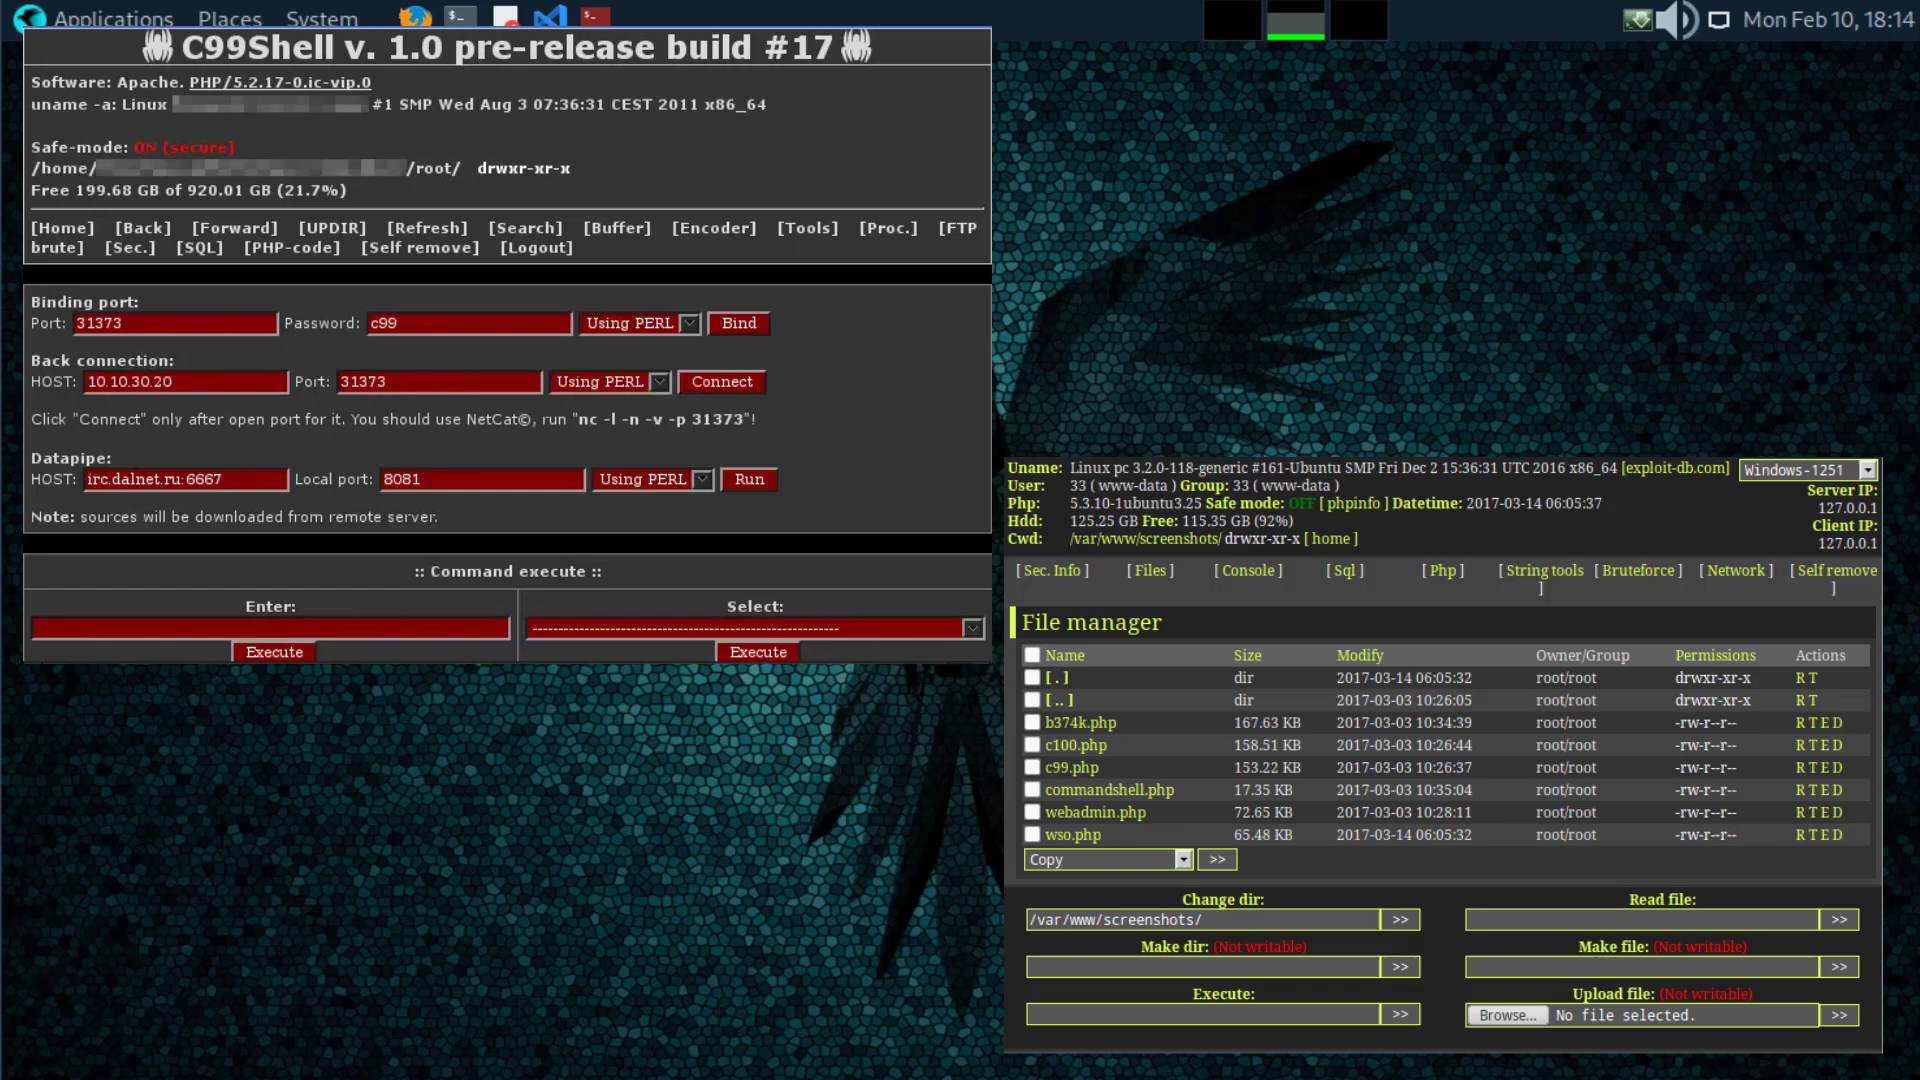 Applications Places System
Mon Feb 10, 18:14
C99Shell v. 1.0 pre-release build #17
Software: Apache. PHP/5.2.17-0.ic-vip.0
uname -a: Linux #1 SMP Wed Aug 3 07:36:31 CEST 2011 x86_64
Safe-mode: ON (secure)
/home/ /root/ drwxr-xr-x
Free 199.68 GB of 920.01 GB (21.7%)
[Home] [Back] [Forward] [UPDIR] [Refresh] [Search] [Buffer] [Encoder] [Tools] [Proc.] [FTP
brute] [Sec.] [SQL] [PHP-code] [Self remove] [Logout]
Binding port:
Port: 31373 Password: c99 Using PERL Bind
Back connection:
HOST: 10.10.30.20 Port: 31373 Using PERL Connect
Click "Connect" only after open port for it. You should use NetCat©, run "nc -l -n -v -p 31373"!
Datapipe:
HOST: irc.dalnet.ru:6667 Local port: 8081 Using PERL Run
Note: sources will be downloaded from remote server.
:: Command execute ::
Enter: Select:
------------------------------------------------------------
Execute Execute
Uname: Linux pc 3.2.0-118-generic #161-Ubuntu SMP Fri Dec 2 15:36:31 UTC 2016 x86_64 [exploit-db.com] Windows-1251
User: 33 ( www-data ) Group: 33 ( www-data ) Server IP:
Php: 5.3.10-1ubuntu3.25 Safe mode: OFF [ phpinfo ] Datetime: 2017-03-14 06:05:37 127.0.0.1
Hdd: 125.25 GB Free: 115.35 GB (92%) Client IP:
Cwd: /var/www/screenshots/ drwxr-xr-x [ home ] 127.0.0.1
[ Sec. Info ] [ Files ] [ Console ] [ Sql ] [ Php ] [ String tools ] [ Bruteforce ] [ Network ] [ Self remove ]
File manager
Name Size Modify Owner/Group Permissions Actions
[ . ] dir 2017-03-14 06:05:32 root/root drwxr-xr-x R T
[ .. ] dir 2017-03-03 10:26:05 root/root drwxr-xr-x R T
b374k.php 167.63 KB 2017-03-03 10:34:39 root/root -rw-r--r-- R T E D
c100.php 158.51 KB 2017-03-03 10:26:44 root/root -rw-r--r-- R T E D
c99.php 153.22 KB 2017-03-03 10:26:37 root/root -rw-r--r-- R T E D
commandshell.php 17.35 KB 2017-03-03 10:35:04 root/root -rw-r--r-- R T E D
webadmin.php 72.65 KB 2017-03-03 10:28:11 root/root -rw-r--r-- R T E D
wso.php 65.48 KB 2017-03-14 06:05:32 root/root -rw-r--r-- R T E D
Copy >>
Change dir: Read file:
/var/www/screenshots/ >> >>
Make dir: (Not writable) Make file: (Not writable)
>> >>
Execute: Upload file: (Not writable)
>> Browse... No file selected. >>